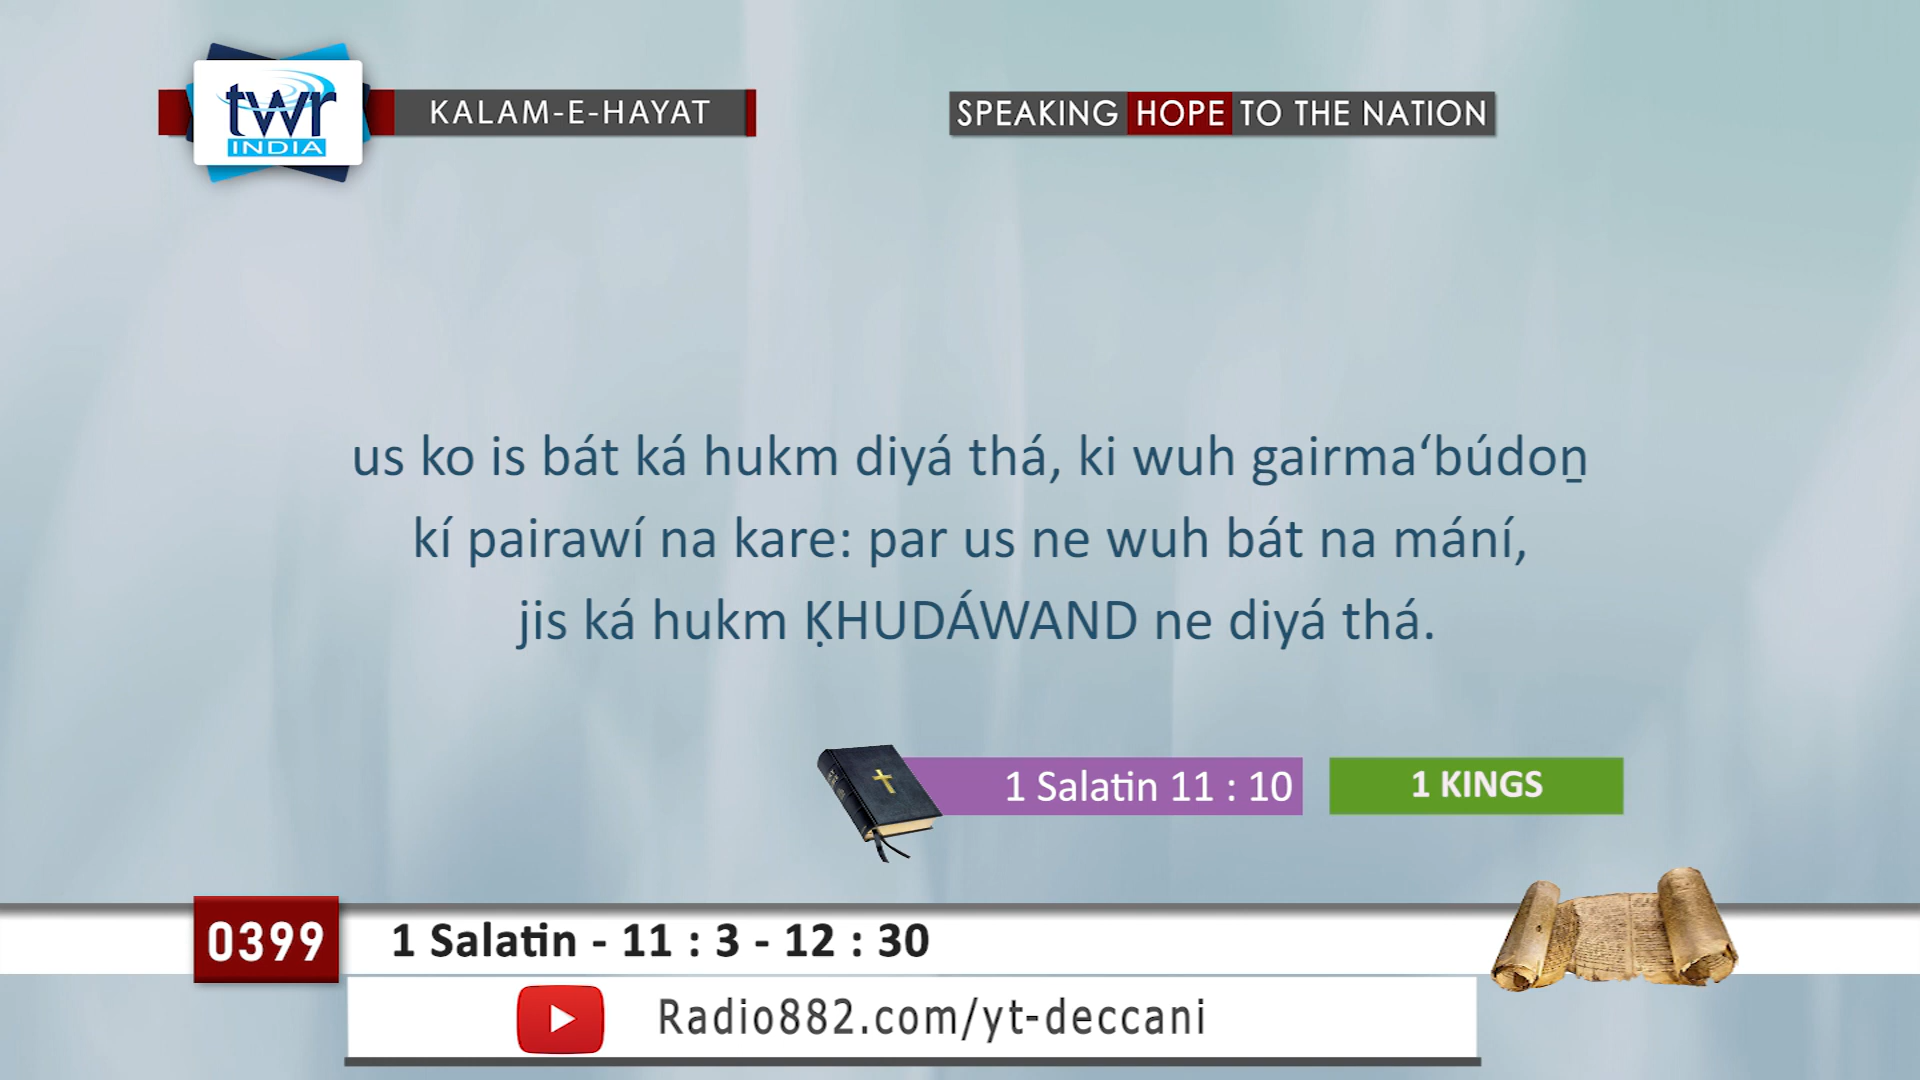 twr
INDIA
KALAM-E-HAYAT
SPEAKING HOPE TO THE NATION
us ko is bát ká hukm diyá thá, ki wuh gairma‘búdoṉ
kí pairawí na kare: par us ne wuh bát na mání,
jis ká hukm ḲHUDÁWAND ne diyá thá.
1 Salatin 11 : 10
1 KINGS
0399
1 Salatin - 11 : 3 - 12 : 30
Radio882.com/yt-deccani